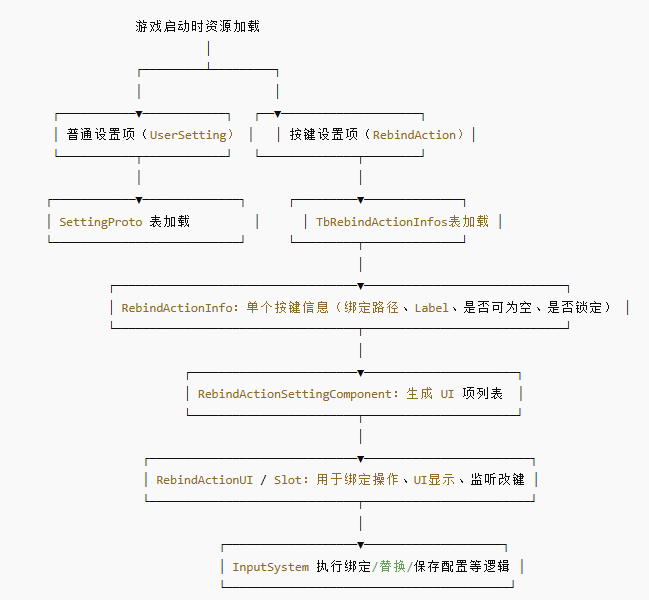 游戏启动时资源加载
普通设置项（UserSetting） 按键设置项（RebindAction）
SettingProto 表加载 TbRebindActionInfos表加载
RebindActionInfo: 单个按键信息（绑定路径、Label、是否可为空、是否锁定）
RebindActionSettingComponent: 生成 UI 项列表
RebindActionUI / Slot: 用于绑定操作、UI显示、监听改键
InputSystem 执行绑定/替换/保存配置等逻辑